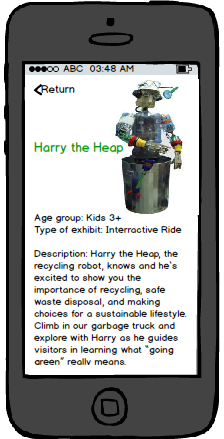 ABC 03:48 AM
Return
Harry the Heap
Age group: Kids 3+
Type of exhibit: Interractive Ride
Description: Harry the Heap, the
recycling robot, knows and he's
excited to show you the
importance of recycling, safe
waste disposal, and making
choices for a sustainable lifestyle.
Climb in our garbage truck and
explore with Harry as he guides
visitors in learning what "going
green" really means.